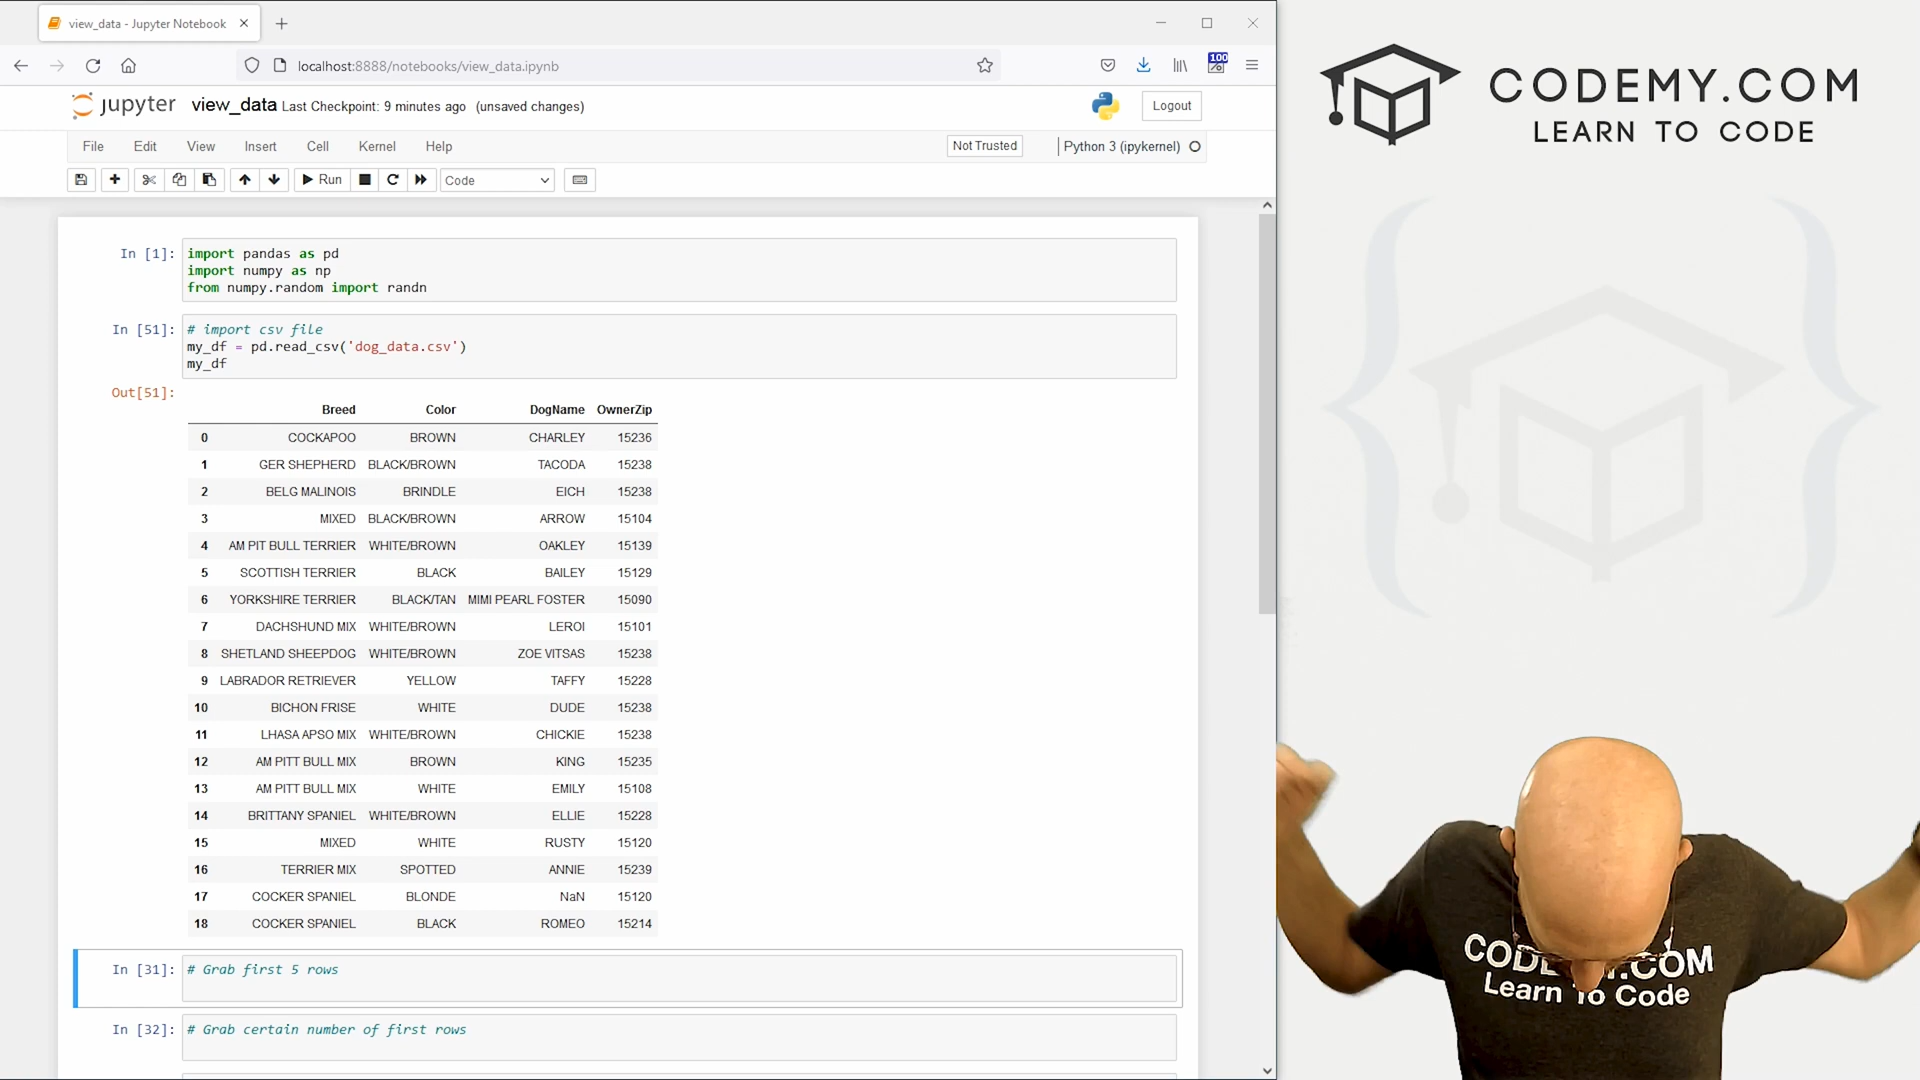 view_data - Jupyter Notebook
localhost:8888/notebooks/view_data.ipynb
100
jupyter view_data Last Checkpoint: 9 minutes ago (unsaved changes)
Logout
File Edit View Insert Cell Kernel Help
Not Trusted
Python 3 (ipykernel)
Run
Code
In [1]:
import pandas as pd
import numpy as np
from numpy.random import randn
In [51]:
# import csv file
my_df = pd.read_csv('dog_data.csv')
my_df
Out[51]:
Breed Color DogName OwnerZip
0 COCKAPOO BROWN CHARLEY 15236
1 GER SHEPHERD BLACK/BROWN TACODA 15238
2 BELG MALINOIS BRINDLE EICH 15238
3 MIXED BLACK/BROWN ARROW 15104
4 AM PIT BULL TERRIER WHITE/BROWN OAKLEY 15139
5 SCOTTISH TERRIER BLACK BAILEY 15129
6 YORKSHIRE TERRIER BLACK/TAN MIMI PEARL FOSTER 15090
7 DACHSHUND MIX WHITE/BROWN LEROI 15101
8 SHETLAND SHEEPDOG WHITE/BROWN ZOE VITSAS 15238
9 LABRADOR RETRIEVER YELLOW TAFFY 15228
10 BICHON FRISE WHITE DUDE 15238
11 LHASA APSO MIX WHITE/BROWN CHICKIE 15238
12 AM PITT BULL MIX BROWN KING 15235
13 AM PITT BULL MIX WHITE EMILY 15108
14 BRITTANY SPANIEL WHITE/BROWN ELLIE 15228
15 MIXED WHITE RUSTY 15120
16 TERRIER MIX SPOTTED ANNIE 15239
17 COCKER SPANIEL BLONDE NaN 15120
18 COCKER SPANIEL BLACK ROMEO 15214
In [31]:
# Grab first 5 rows
In [32]:
# Grab certain number of first rows
CODEMY.COM
LEARN TO CODE
Learn To Code